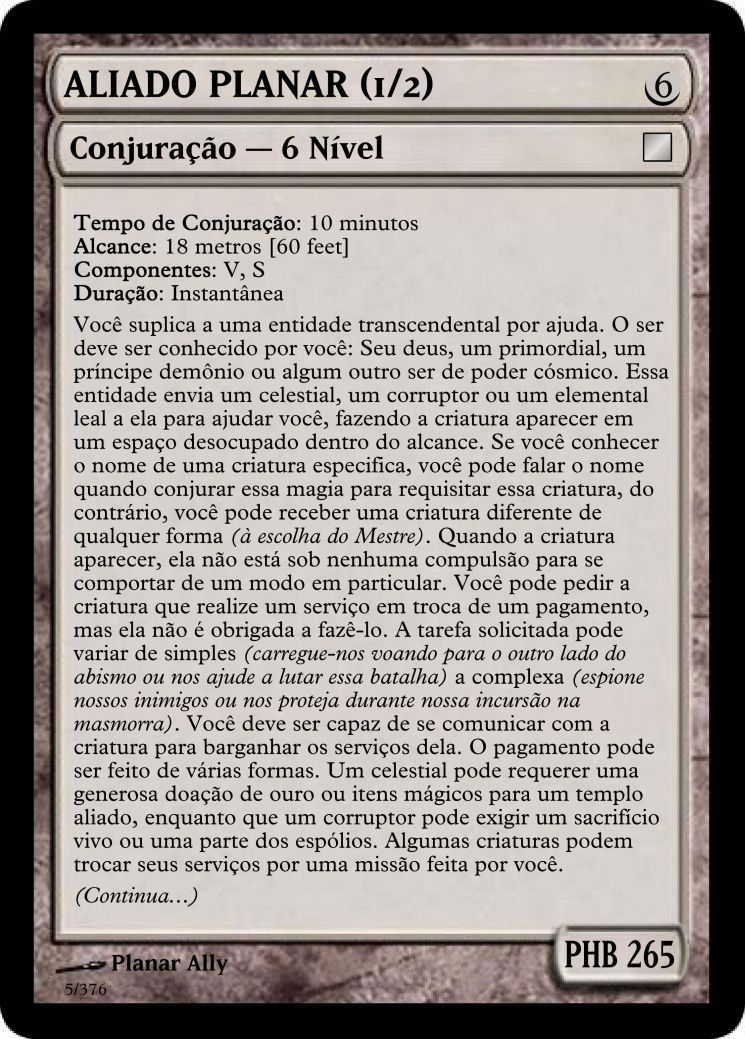 ALIADO PLANAR (1/2) 6
Conjuração — 6 Nível
Tempo de Conjuração: 10 minutos
Alcance: 18 metros [60 feet]
Componentes: V, S
Duração: Instantânea
Você suplica a uma entidade transcendental por ajuda. O ser
deve ser conhecido por você: Seu deus, um primordial, um
príncipe demônio ou algum outro ser de poder cósmico. Essa
entidade envia um celestial, um corruptor ou um elemental
leal a ela para ajudar você, fazendo a criatura aparecer em
um espaço desocupado dentro do alcance. Se você conhecer
o nome de uma criatura especifica, você pode falar o nome
quando conjurar essa magia para requisitar essa criatura, do
contrário, você pode receber uma criatura diferente de
qualquer forma (à escolha do Mestre). Quando a criatura
aparecer, ela não está sob nenhuma compulsão para se
comportar de um modo em particular. Você pode pedir a
criatura que realize um serviço em troca de um pagamento,
mas ela não é obrigada a fazê-lo. A tarefa solicitada pode
variar de simples (carregue-nos voando para o outro lado do
abismo ou nos ajude a lutar essa batalha) a complexa (espione
nossos inimigos ou nos proteja durante nossa incursão na
masmorra). Você deve ser capaz de se comunicar com a
criatura para barganhar os serviços dela. O pagamento pode
ser feito de várias formas. Um celestial pode requerer uma
generosa doação de ouro ou itens mágicos para um templo
aliado, enquanto que um corruptor pode exigir um sacrifício
vivo ou uma parte dos espólios. Algumas criaturas podem
trocar seus serviços por uma missão feita por você.
(Continua...)
PHB 265
Planar Ally
5/376